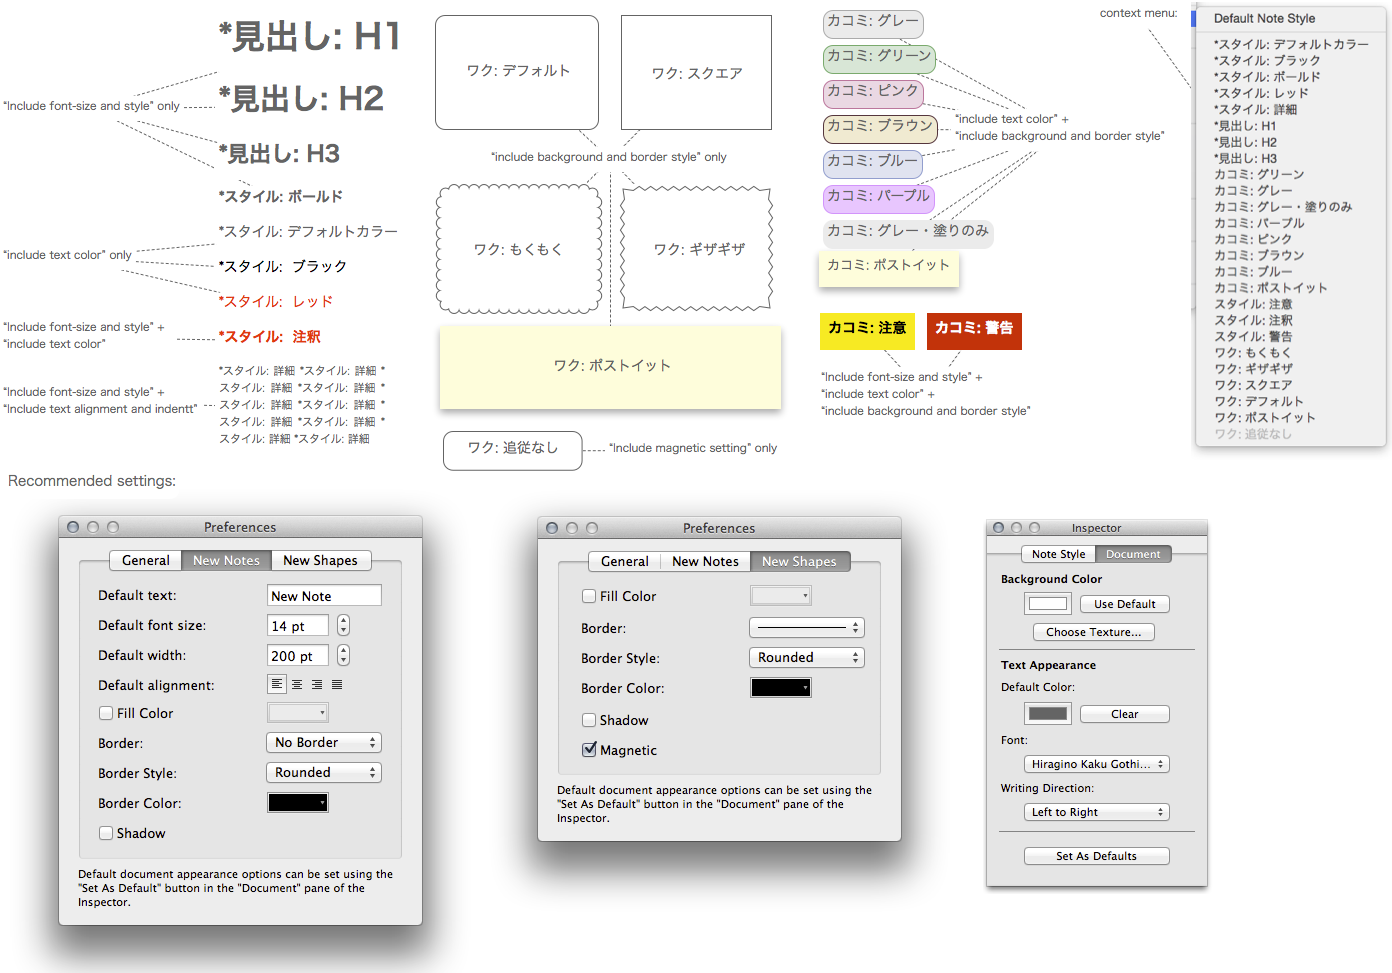 *見出し: H1
"Include font-size and style" only
*見出し: H2
*見出し: H3
*スタイル: ボールド
*スタイル: デフォルトカラー
"include text color" only
*スタイル: ブラック
*スタイル: レッド
"Include font-size and style" +
"include text color"
*スタイル: 注釈
"Include font-size and style" +
"Include text alignment and indentt"
*スタイル: 詳細 *スタイル: 詳細 *
スタイル: 詳細 *スタイル: 詳細 *
スタイル: 詳細 *スタイル: 詳細 *
スタイル: 詳細 *スタイル: 詳細 *
スタイル: 詳細 *スタイル: 詳細
ワク: デフォルト
ワク: スクエア
"include background and border style" only
ワク: もくもく
ワク: ギザギザ
ワク: ポストイット
ワク: 追従なし
"Include magnetic setting" only
カコミ: グレー
カコミ: グリーン
カコミ: ピンク
カコミ: ブラウン
カコミ: ブルー
カコミ: パープル
カコミ: グレー・塗りのみ
カコミ: ポストイット
"include text color" +
"include background and border style"
カコミ: 注意
カコミ: 警告
"Include font-size and style" +
"include text color" +
"include background and border style"
context menu:
Default Note Style
*スタイル: デフォルトカラー
*スタイル: ブラック
*スタイル: ボールド
*スタイル: レッド
*スタイル: 詳細
*見出し: H1
*見出し: H2
*見出し: H3
カコミ: グリーン
カコミ: グレー
カコミ: グレー・塗りのみ
カコミ: パープル
カコミ: ピンク
カコミ: ブラウン
カコミ: ブルー
カコミ: ポストイット
スタイル: 注意
スタイル: 注釈
スタイル: 警告
ワク: もくもく
ワク: ギザギザ
ワク: スクエア
ワク: デフォルト
ワク: ポストイット
ワク: 追従なし
Recommended settings:
Preferences
General New Notes New Shapes
Default text: New Note
Default font size: 14 pt
Default width: 200 pt
Default alignment:
Fill Color
Border: No Border
Border Style: Rounded
Border Color:
Shadow
Default document appearance options can be set using the
"Set As Default" button in the "Document" pane of the
Inspector.
Preferences
General New Notes New Shapes
Fill Color
Border:
Border Style: Rounded
Border Color:
Shadow
Magnetic
Default document appearance options can be set using the
"Set As Default" button in the "Document" pane of the
Inspector.
Inspector
Note Style Document
Background Color
Use Default
Choose Texture...
Text Appearance
Default Color:
Clear
Font:
Hiragino Kaku Gothi...
Writing Direction:
Left to Right
Set As Defaults